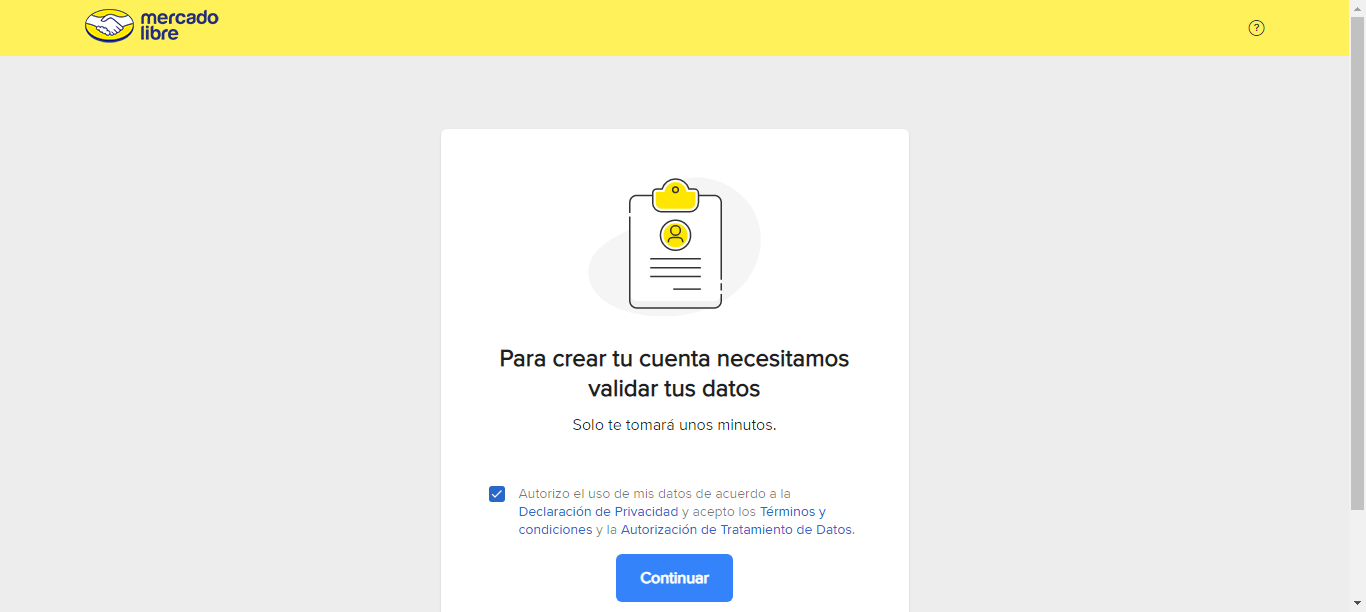 mercado
libre
?
Para crear tu cuenta necesitamos
validar tus datos
Solo te tomará unos minutos.
Autorizo el uso de mis datos de acuerdo a la
Declaración de Privacidad y acepto los Términos y
condiciones y la Autorización de Tratamiento de Datos.
Continuar